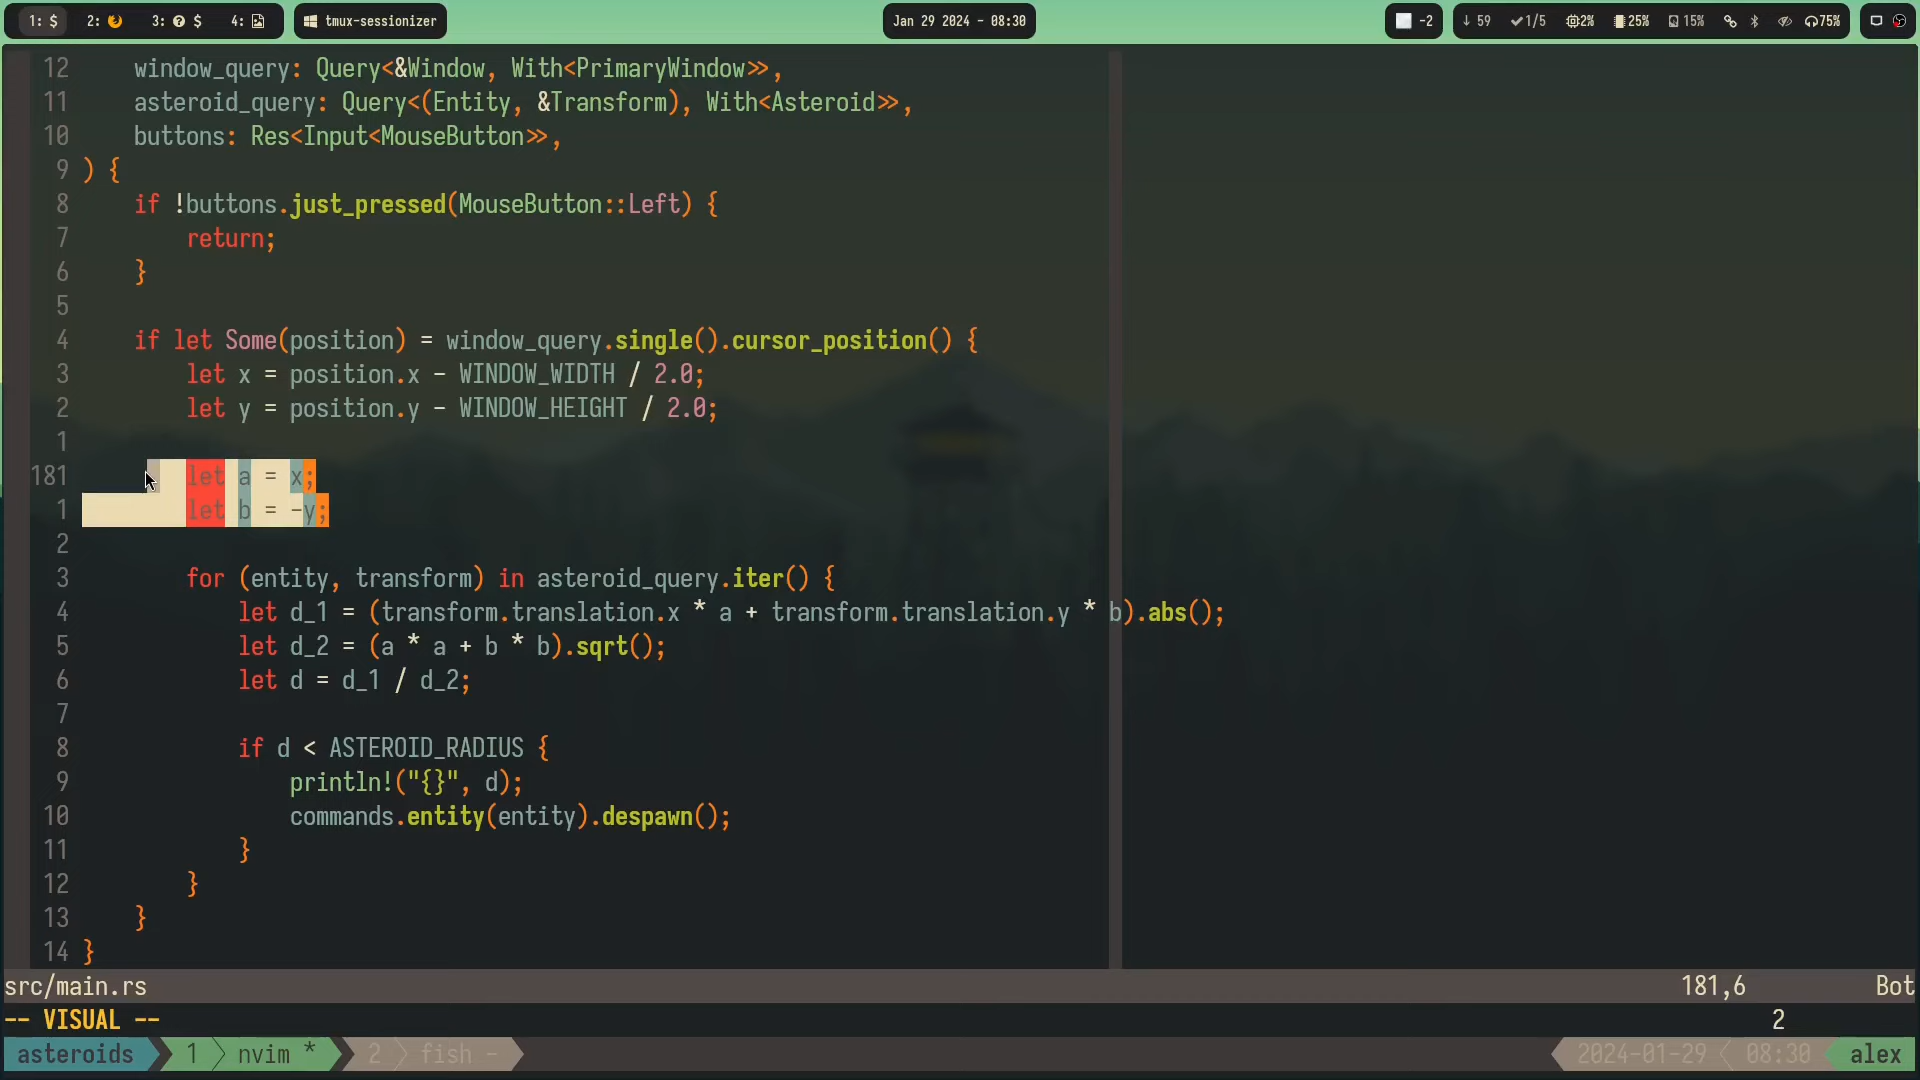 1: $ 2: 3: $ 4: tmux-sessionizer Jan 29 2024 - 08:30 -2 ↓ 59 ✓1/5 2% 25% 15% 75%
12 window_query: Query<&Window, With<PrimaryWindow>>,
11 asteroid_query: Query<(Entity, &Transform), With<Asteroid>>,
10 buttons: Res<Input<MouseButton>>,
9 ) {
8 if !buttons.just_pressed(MouseButton::Left) {
7 return;
6 }
5
4 if let Some(position) = window_query.single().cursor_position() {
3 let x = position.x - WINDOW_WIDTH / 2.0;
2 let y = position.y - WINDOW_HEIGHT / 2.0;
1
181 let a = x;
1 let b = -y;
2
3 for (entity, transform) in asteroid_query.iter() {
4 let d_1 = (transform.translation.x * a + transform.translation.y * b).abs();
5 let d_2 = (a * a + b * b).sqrt();
6 let d = d_1 / d_2;
7
8 if d < ASTEROID_RADIUS {
9 println!("{}", d);
10 commands.entity(entity).despawn();
11 }
12 }
13 }
14 }
src/main.rs 181,6 Bot
-- VISUAL -- 2
asteroids 1 nvim * 2 fish - 2024-01-29 08:30 alex